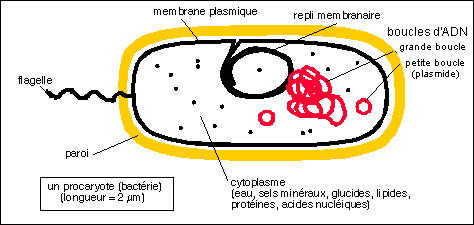 membrane plasmique
repli membranaire
boucles d'ADN
grande boucle
petite boucle
(plasmide)
flagelle
paroi
un procaryote (bactérie)
(longueur = 2 µm)
cytoplasme
(eau, sels minéraux, glucides, lipides,
protéines, acides nucléiques)